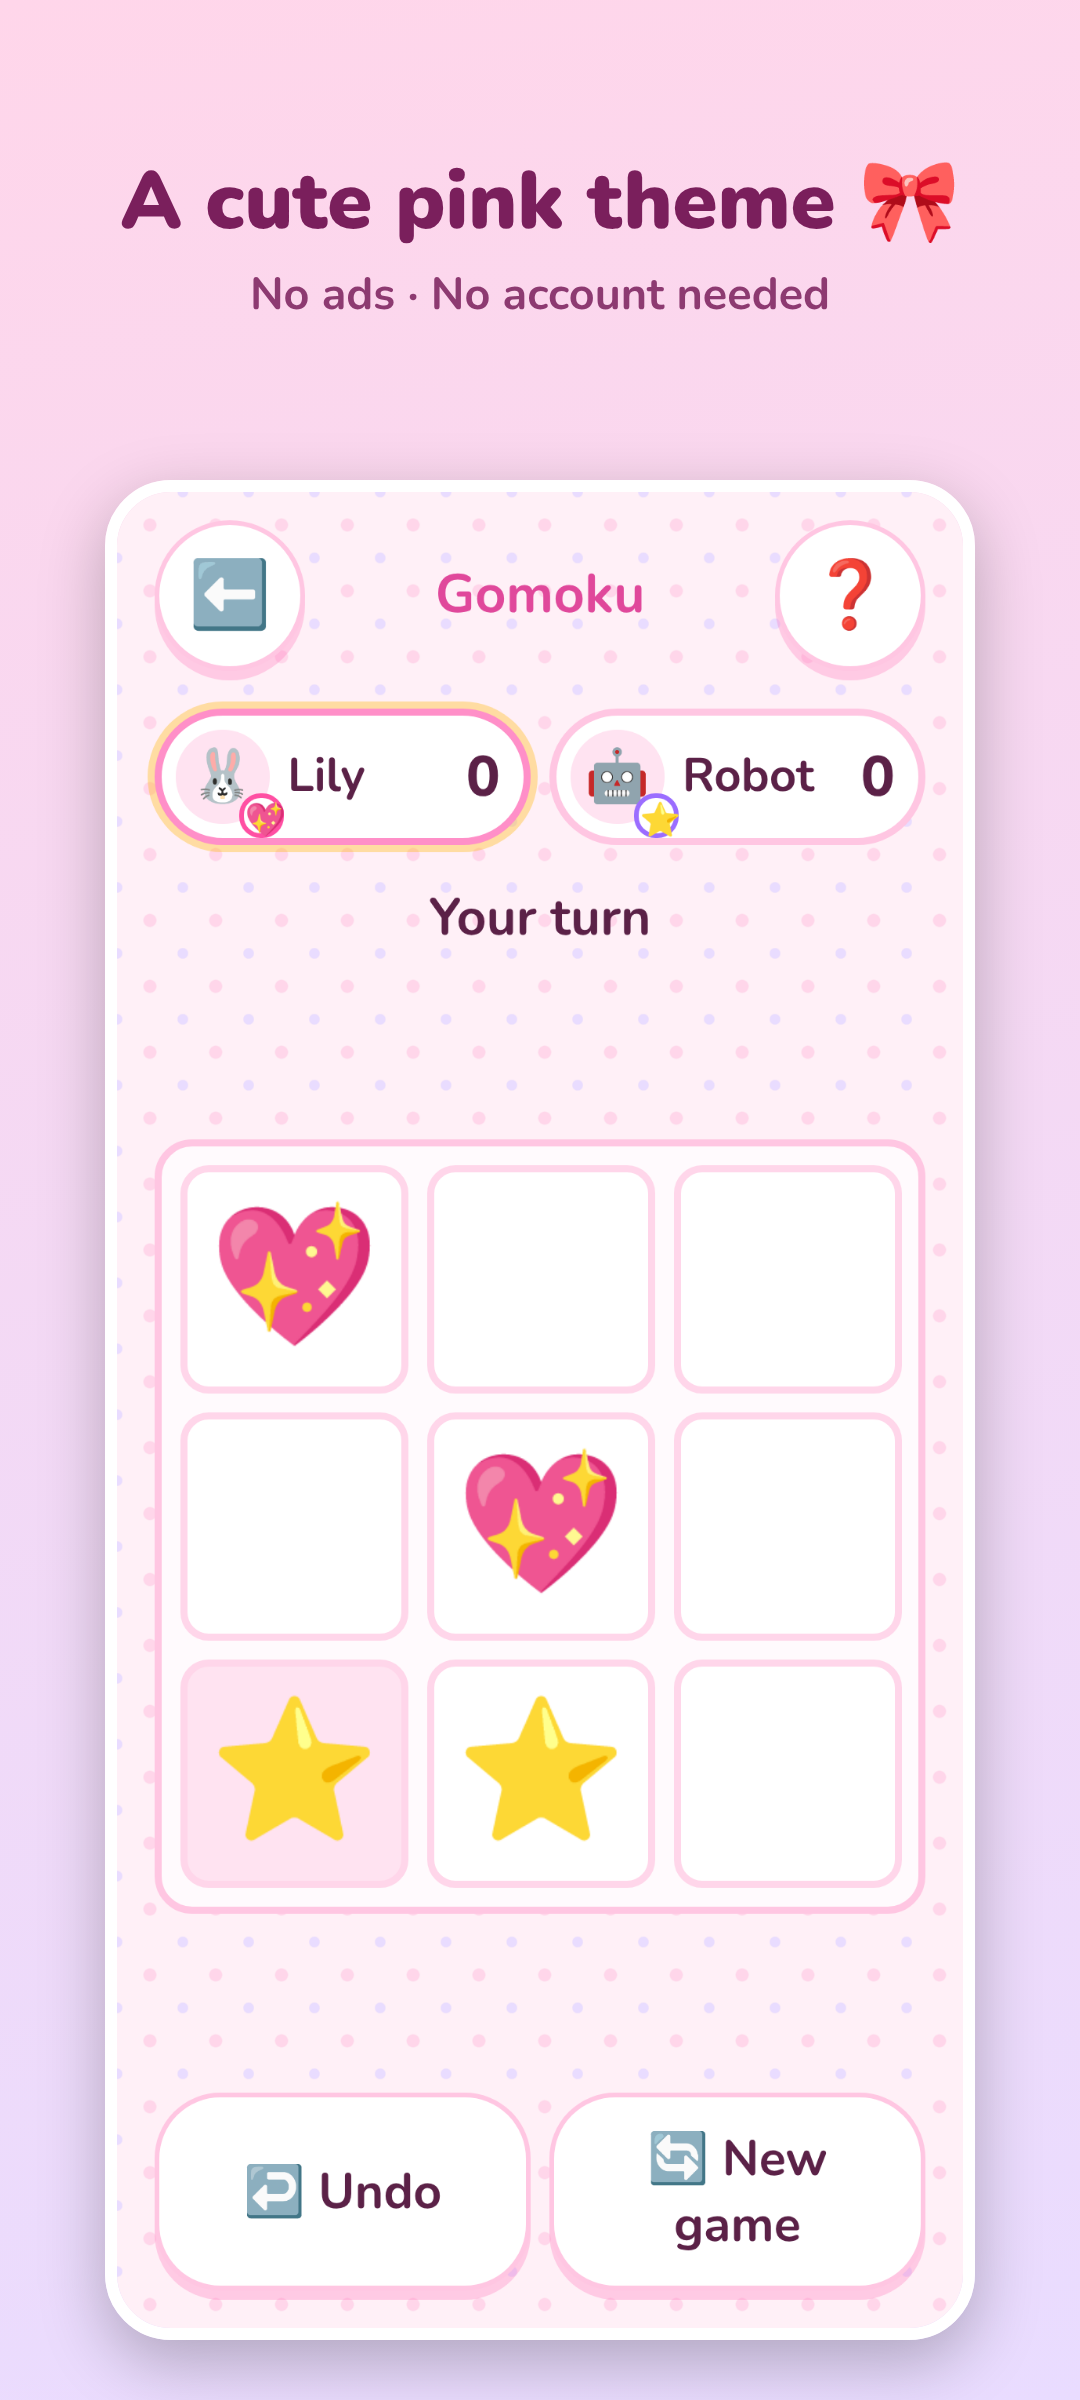 A cute pink theme 🎀
No ads · No account needed
Gomoku
Lily 0
Robot 0
Your turn
Undo
New
game